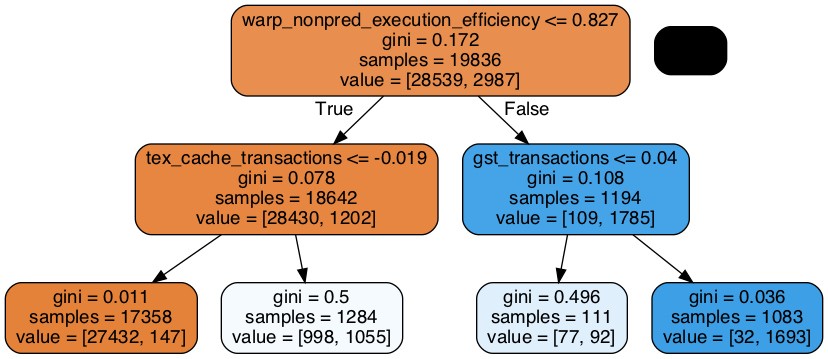 warp_nonpred_execution_efficiency <= 0.827
gini = 0.172
samples = 19836
value = [28539, 2987]
True
False
tex_cache_transactions <= -0.019
gini = 0.078
samples = 18642
value = [28430, 1202]
gst_transactions <= 0.04
gini = 0.108
samples = 1194
value = [109, 1785]
gini = 0.011
samples = 17358
value = [27432, 147]
gini = 0.5
samples = 1284
value = [998, 1055]
gini = 0.496
samples = 111
value = [77, 92]
gini = 0.036
samples = 1083
value = [32, 1693]